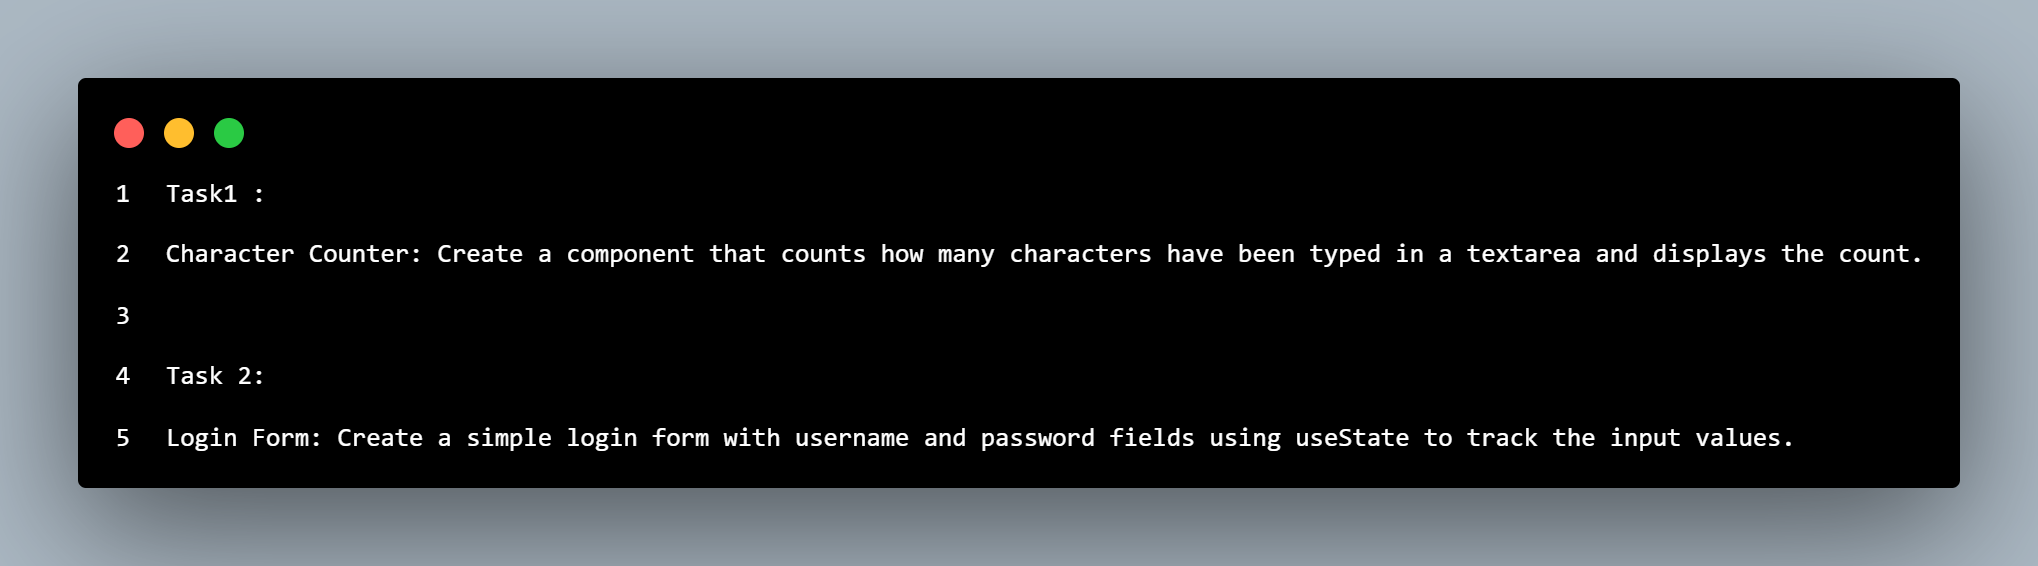 1 Task1 :
2 Character Counter: Create a component that counts how many characters have been typed in a textarea and displays the count.
3
4 Task 2:
5 Login Form: Create a simple login form with username and password fields using useState to track the input values.